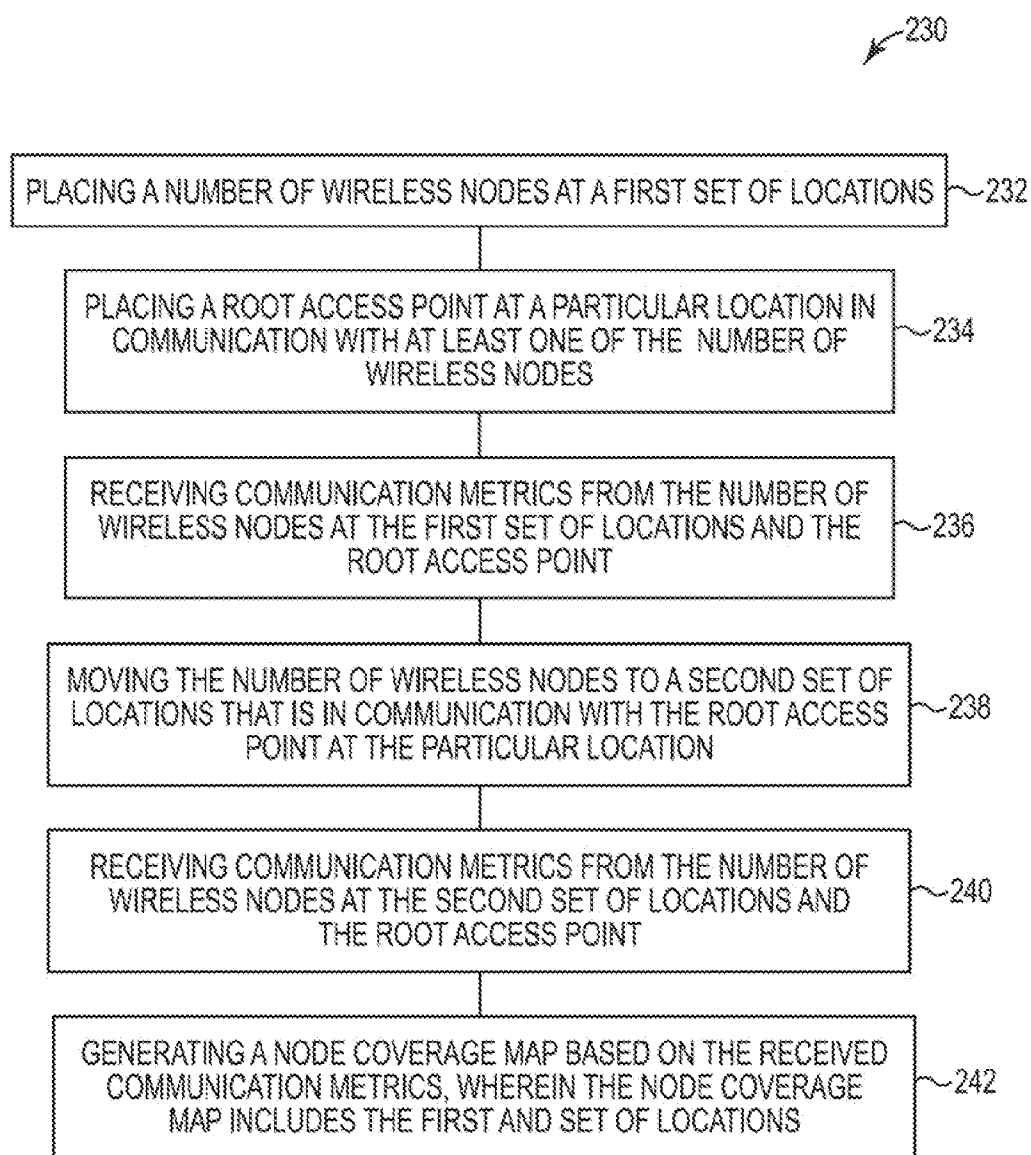 230
PLACING A NUMBER OF WIRELESS NODES AT A FIRST SET OF LOCATIONS
232
PLACING A ROOT ACCESS POINT AT A PARTICULAR LOCATION IN
COMMUNICATION WITH AT LEAST ONE OF THE NUMBER OF
WIRELESS NODES
234
RECEIVING COMMUNICATION METRICS FROM THE NUMBER OF
WIRELESS NODES AT THE FIRST SET OF LOCATIONS AND THE
ROOT ACCESS POINT
236
MOVING THE NUMBER OF WIRELESS NODES TO A SECOND SET OF
LOCATIONS THAT IS IN COMMUNICATION WITH THE ROOT ACCESS
POINT AT THE PARTICULAR LOCATION
238
RECEIVING COMMUNICATION METRICS FROM THE NUMBER OF
WIRELESS NODES AT THE SECOND SET OF LOCATIONS AND
THE ROOT ACCESS POINT
240
GENERATING A NODE COVERAGE MAP BASED ON THE RECEIVED
COMMUNICATION METRICS, WHEREIN THE NODE COVERAGE
MAP INCLUDES THE FIRST AND SET OF LOCATIONS
242